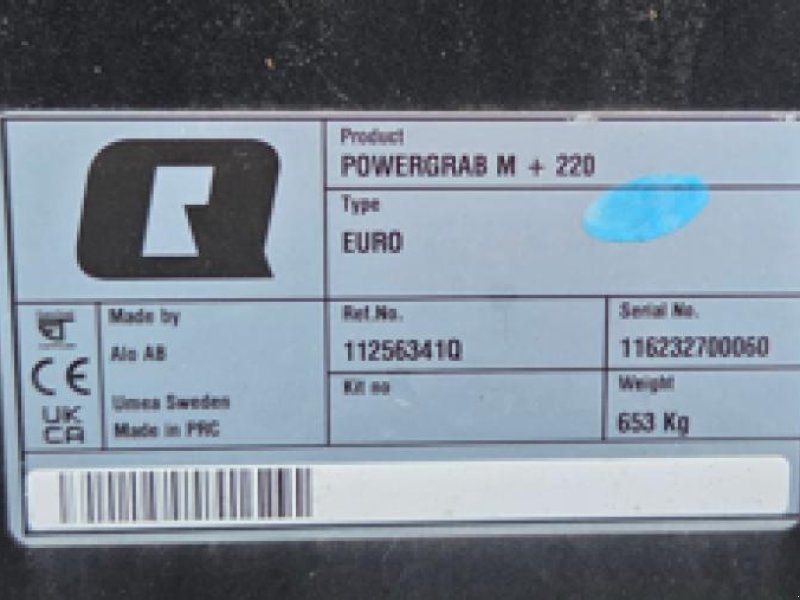 Product
POWERGRAB M + 220
Type
EURO
Made by
Alo AB
Umea Sweden
Made in PRC
CE
UK
CA
Ref.No.
11256341Q
Kit no
Serial No.
116232700060
Weight
653 Kg